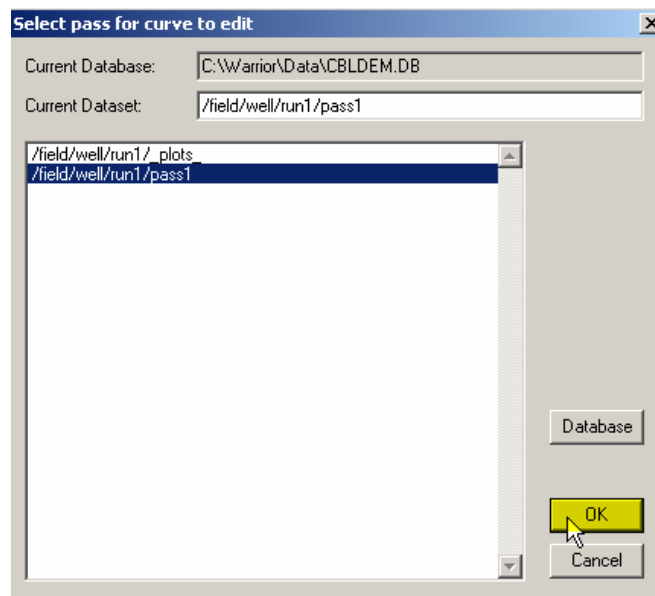 Select pass for curve to edit
Current Database: C:\Warrior\Data\CBLDEM.DB
Current Dataset: /field/well/run1/pass1
/field/well/run1/_plots_
/field/well/run1/pass1
Database
OK
Cancel